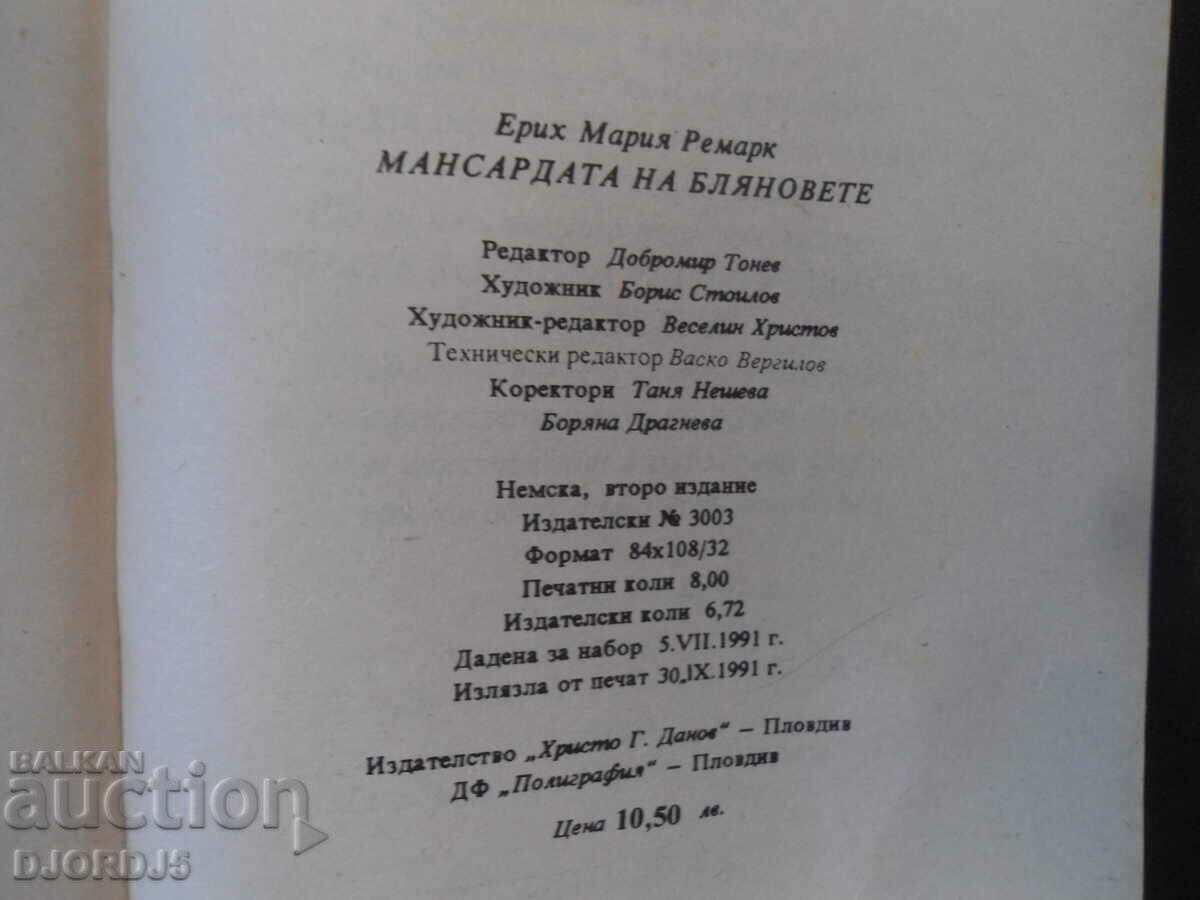 Ерих Мария Ремарк
МАНСАРДАТА НА БЛЯНОВЕТЕ
Редактор Добромир Тонев
Художник Борис Стоилов
Художник-редактор Веселин Христов
Технически редактор Васко Вергилов
Коректори Таня Нешева
Боряна Драгнева
Немска, второ издание
Издателски № 3003
Формат 84x108/32
Печатни коли 8,00
Издателски коли 6,72
Дадена за набор 5.VII.1991 г.
Излязла от печат 30.IX.1991 г.
Издателство „Христо Г. Данов“ – Пловдив
ДФ „Полиграфия“ – Пловдив
Цена 10,50 лв.
BALKAN
auction
DJORDJ5